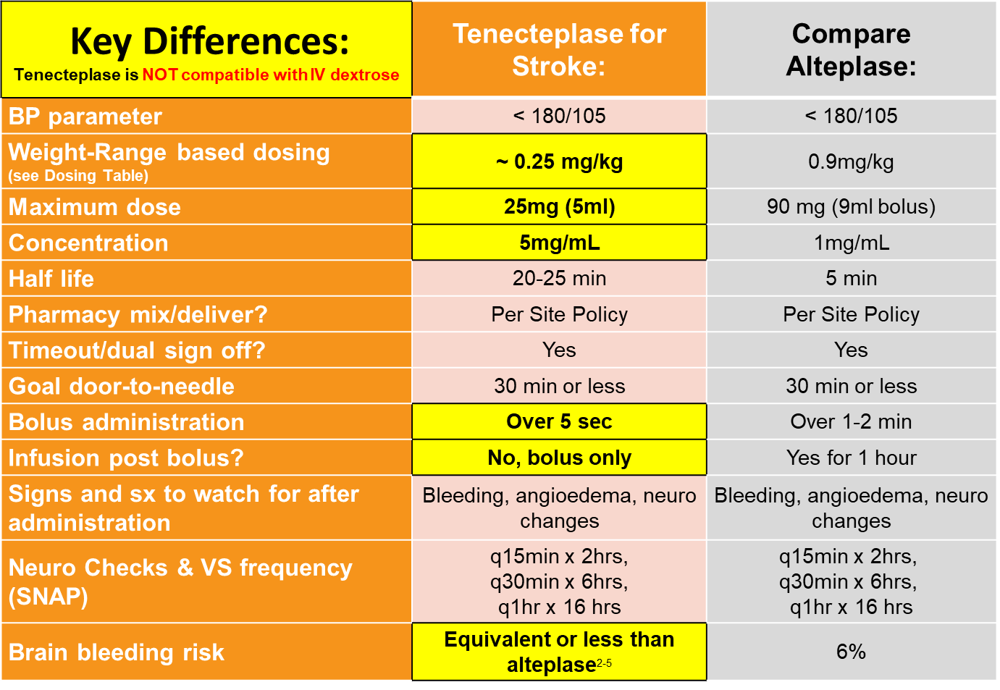 Key Differences:
Tenecteplase is NOT compatible with IV dextrose
Tenecteplase for
Stroke:
Compare
Alteplase:
BP parameter
< 180/105
< 180/105
Weight-Range based dosing
(see Dosing Table)
~ 0.25 mg/kg
0.9mg/kg
Maximum dose
25mg (5ml)
90 mg (9ml bolus)
Concentration
5mg/mL
1mg/mL
Half life
20-25 min
5 min
Pharmacy mix/deliver?
Per Site Policy
Per Site Policy
Timeout/dual sign off?
Yes
Yes
Goal door-to-needle
30 min or less
30 min or less
Bolus administration
Over 5 sec
Over 1-2 min
Infusion post bolus?
No, bolus only
Yes for 1 hour
Signs and sx to watch for after
administration
Bleeding, angioedema, neuro
changes
Bleeding, angioedema, neuro
changes
Neuro Checks & VS frequency
(SNAP)
q15min x 2hrs,
q30min x 6hrs,
q1hr x 16 hrs
q15min x 2hrs,
q30min x 6hrs,
q1hr x 16 hrs
Brain bleeding risk
Equivalent or less than
alteplase2-5
6%